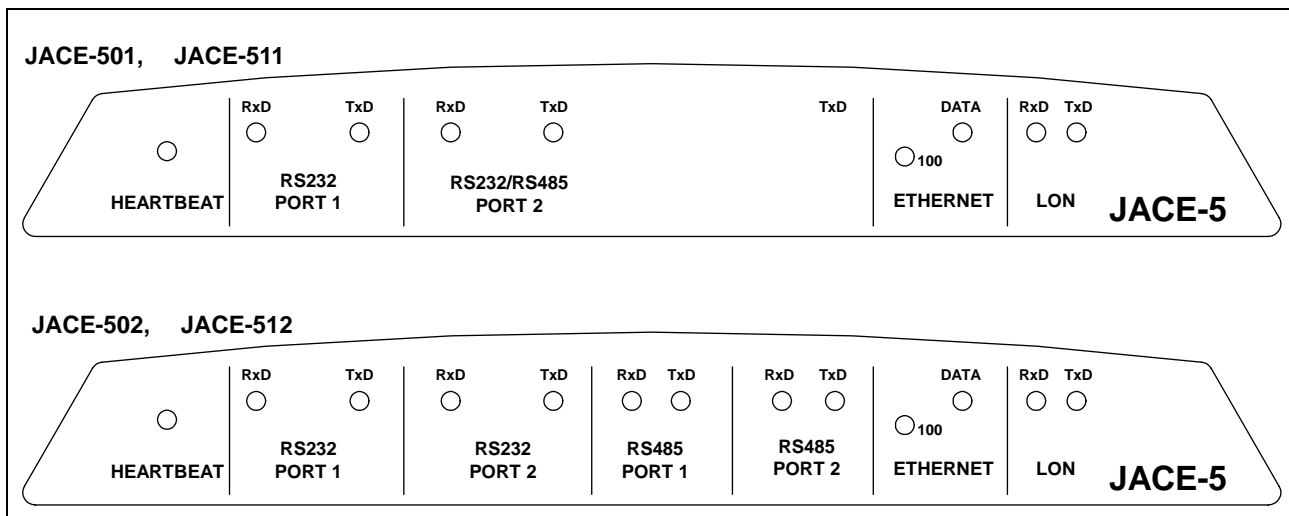 JACE-501, JACE-511
RxD TxD RxD TxD TxD DATA RxD TxD
100
HEARTBEAT RS232 PORT 1 RS232/RS485 PORT 2 ETHERNET LON JACE-5
JACE-502, JACE-512
RxD TxD RxD TxD RxD TxD RxD TxD DATA RxD TxD
100
HEARTBEAT RS232 PORT 1 RS232 PORT 2 RS485 PORT 1 RS485 PORT 2 ETHERNET LON JACE-5